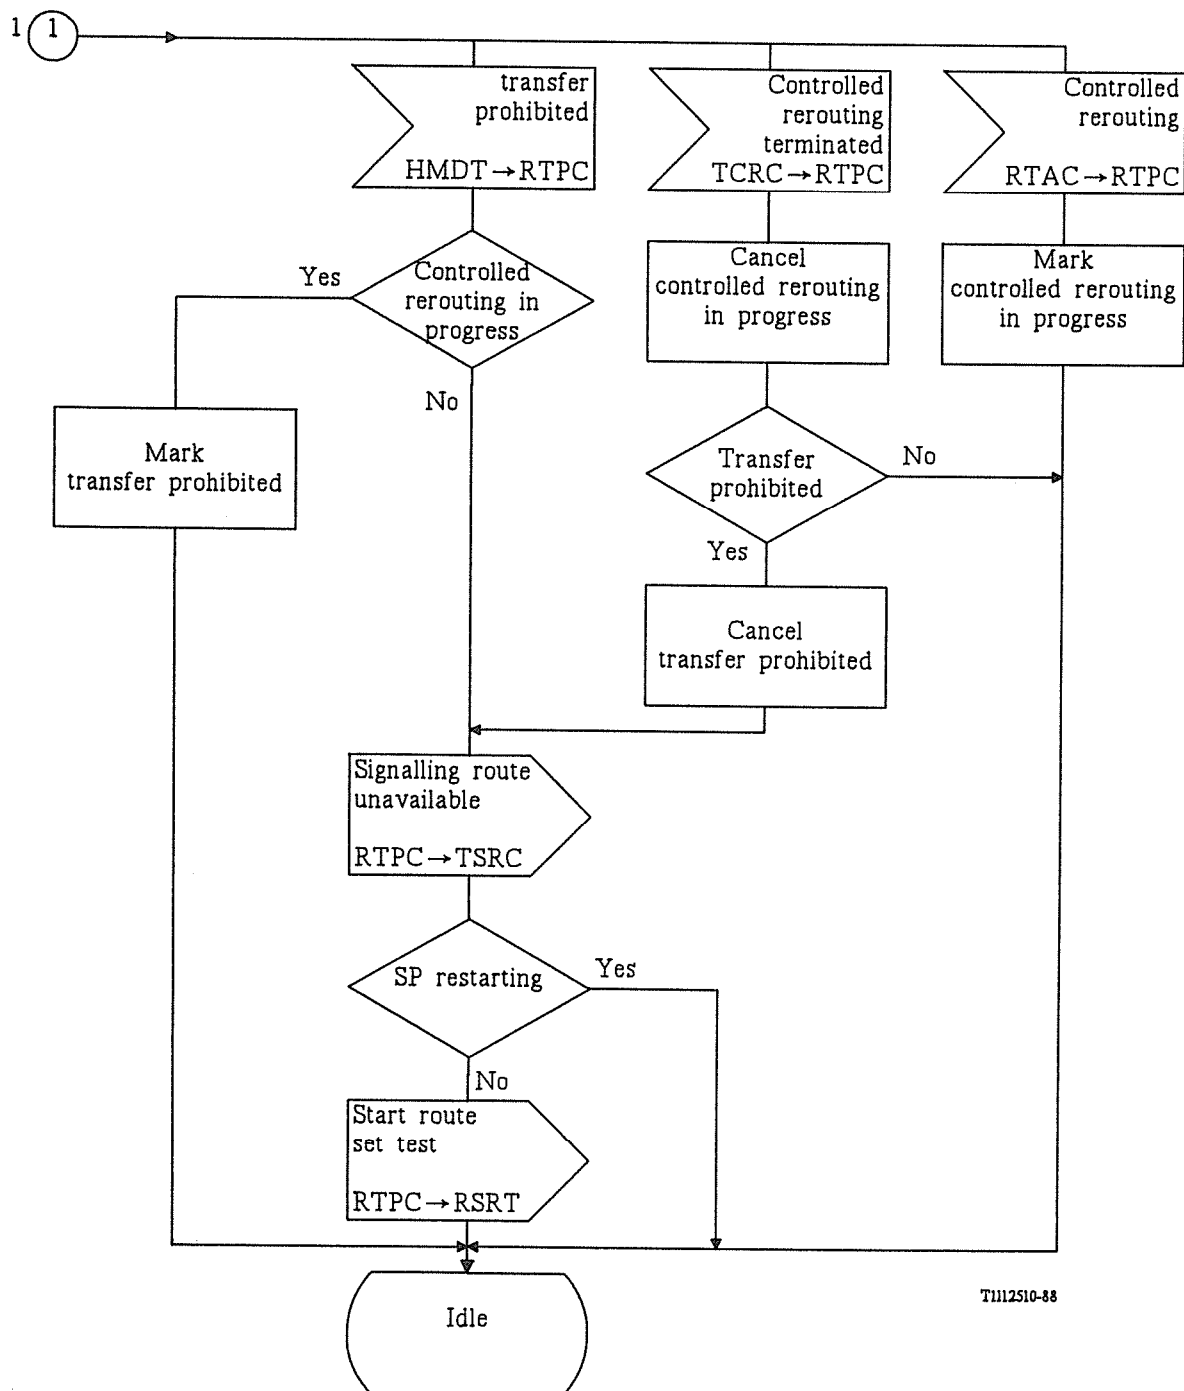 1 1
transfer
prohibited
HMDT→RTPC
Controlled
rerouting
terminated
TCRC→RTPC
Controlled
rerouting
RTAC→RTPC
Yes
Controlled
rerouting in
progress
No
Cancel
controlled rerouting
in progress
Mark
controlled rerouting
in progress
Mark
transfer prohibited
Transfer
prohibited
No
Yes
Cancel
transfer prohibited
Signalling route
unavailable
RTPC→TSRC
SP restarting
Yes
No
Start route
set test
RTPC→RSRT
Idle
T1112510-88